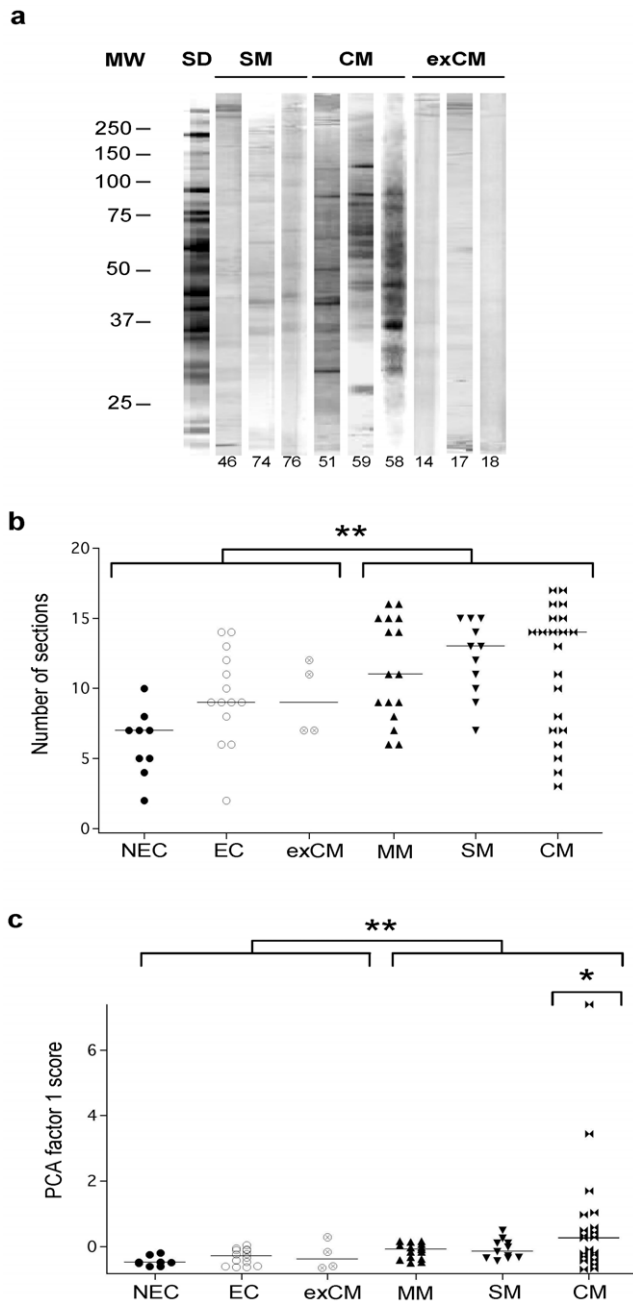 a
MW SD SM CM exCM
250
150
100
75
50
37
25
46 74 76 51 59 58 14 17 18
b
**
20
15
10
5
0
Number of sections
NEC EC exCM MM SM CM
c
**
*
6
4
2
0
PCA factor 1 score
NEC EC exCM MM SM CM